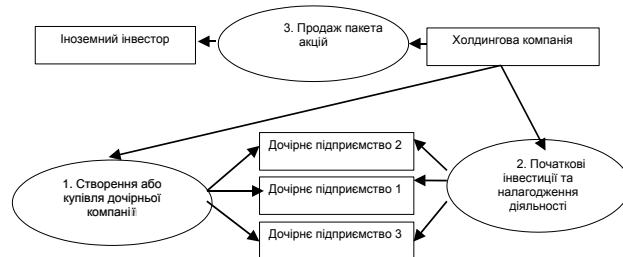 Іноземний інвестор
3. Продаж пакета
акцій
Холдингова компанія
Дочірнє підприємство 2
1. Створення або
купівля дочірньої
компанії
Дочірнє підприємство 1
2. Початкові
інвестиції та
налагодження
діяльності
Дочірнє підприємство 3